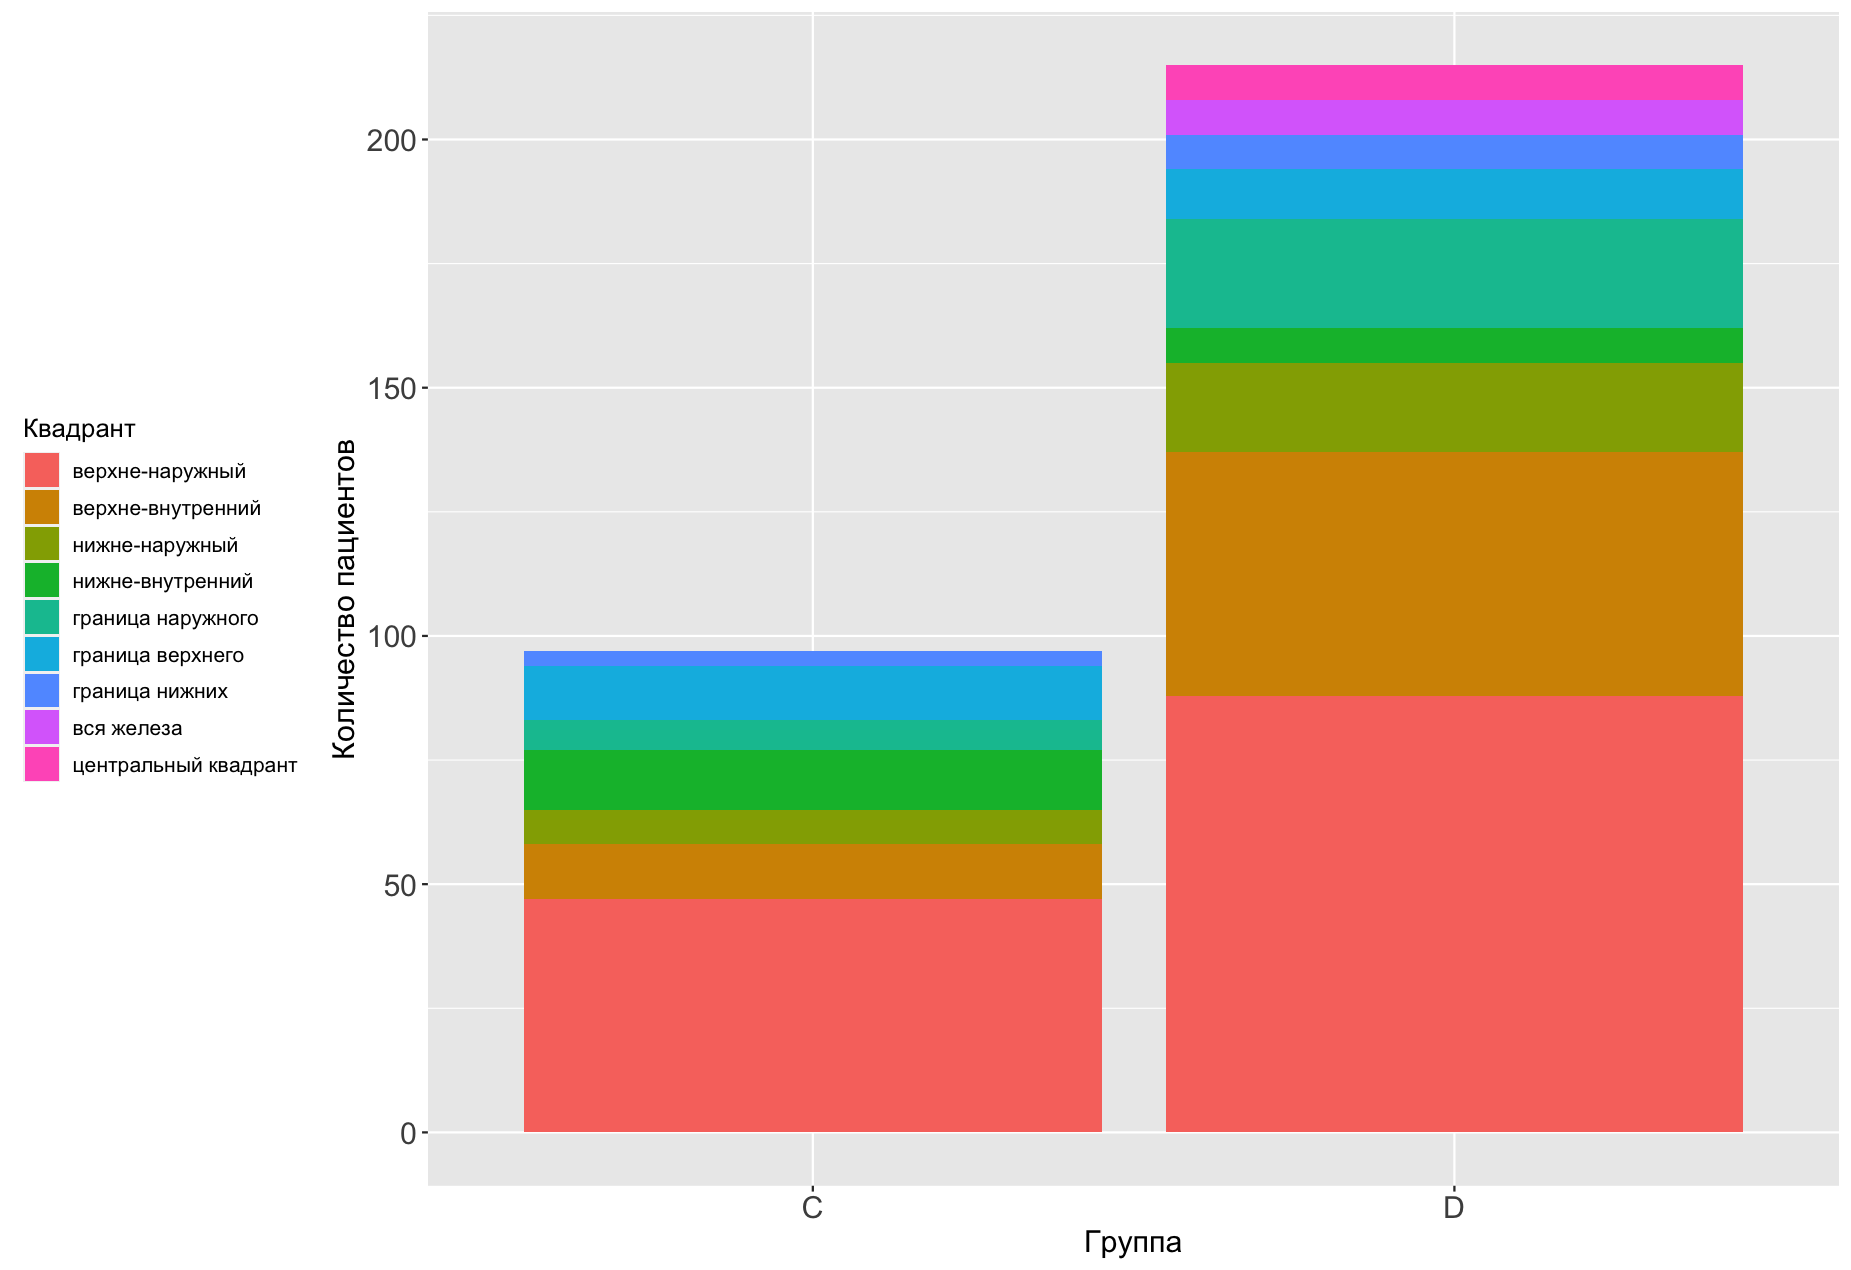 Квадрант
верхне-наружный
верхне-внутренний
нижне-наружный
нижне-внутренний
граница наружного
граница верхнего
граница нижних
вся железа
центральный квадрант
Количество пациентов
200
150
100
50
0
C
D
Группа